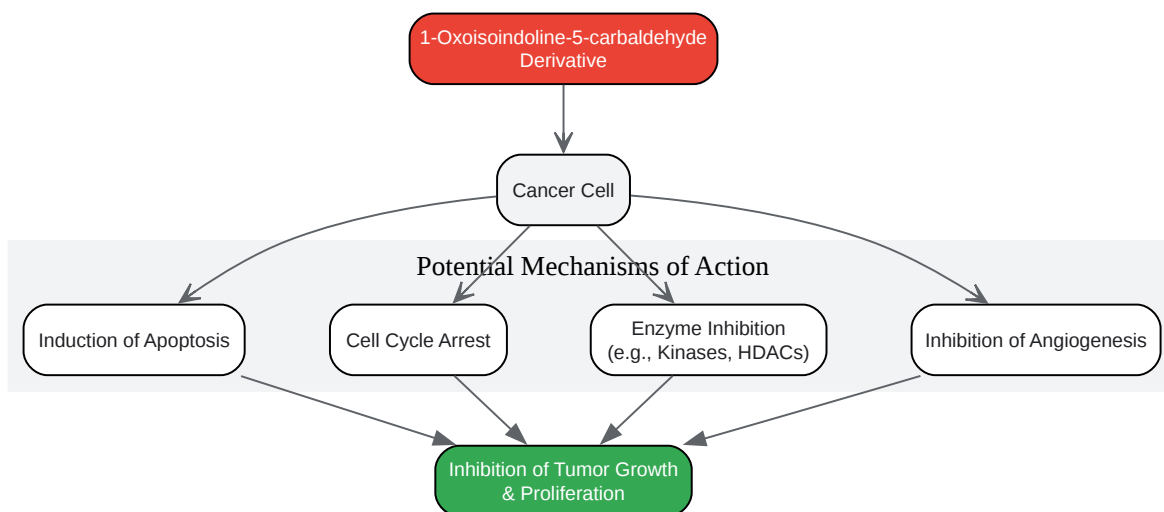 1-Oxoisoindoline-5-carbaldehyde
Derivative
Cancer Cell
Potential Mechanisms of Action
Induction of Apoptosis
Cell Cycle Arrest
Enzyme Inhibition
(e.g., Kinases, HDACs)
Inhibition of Angiogenesis
Inhibition of Tumor Growth
& Proliferation